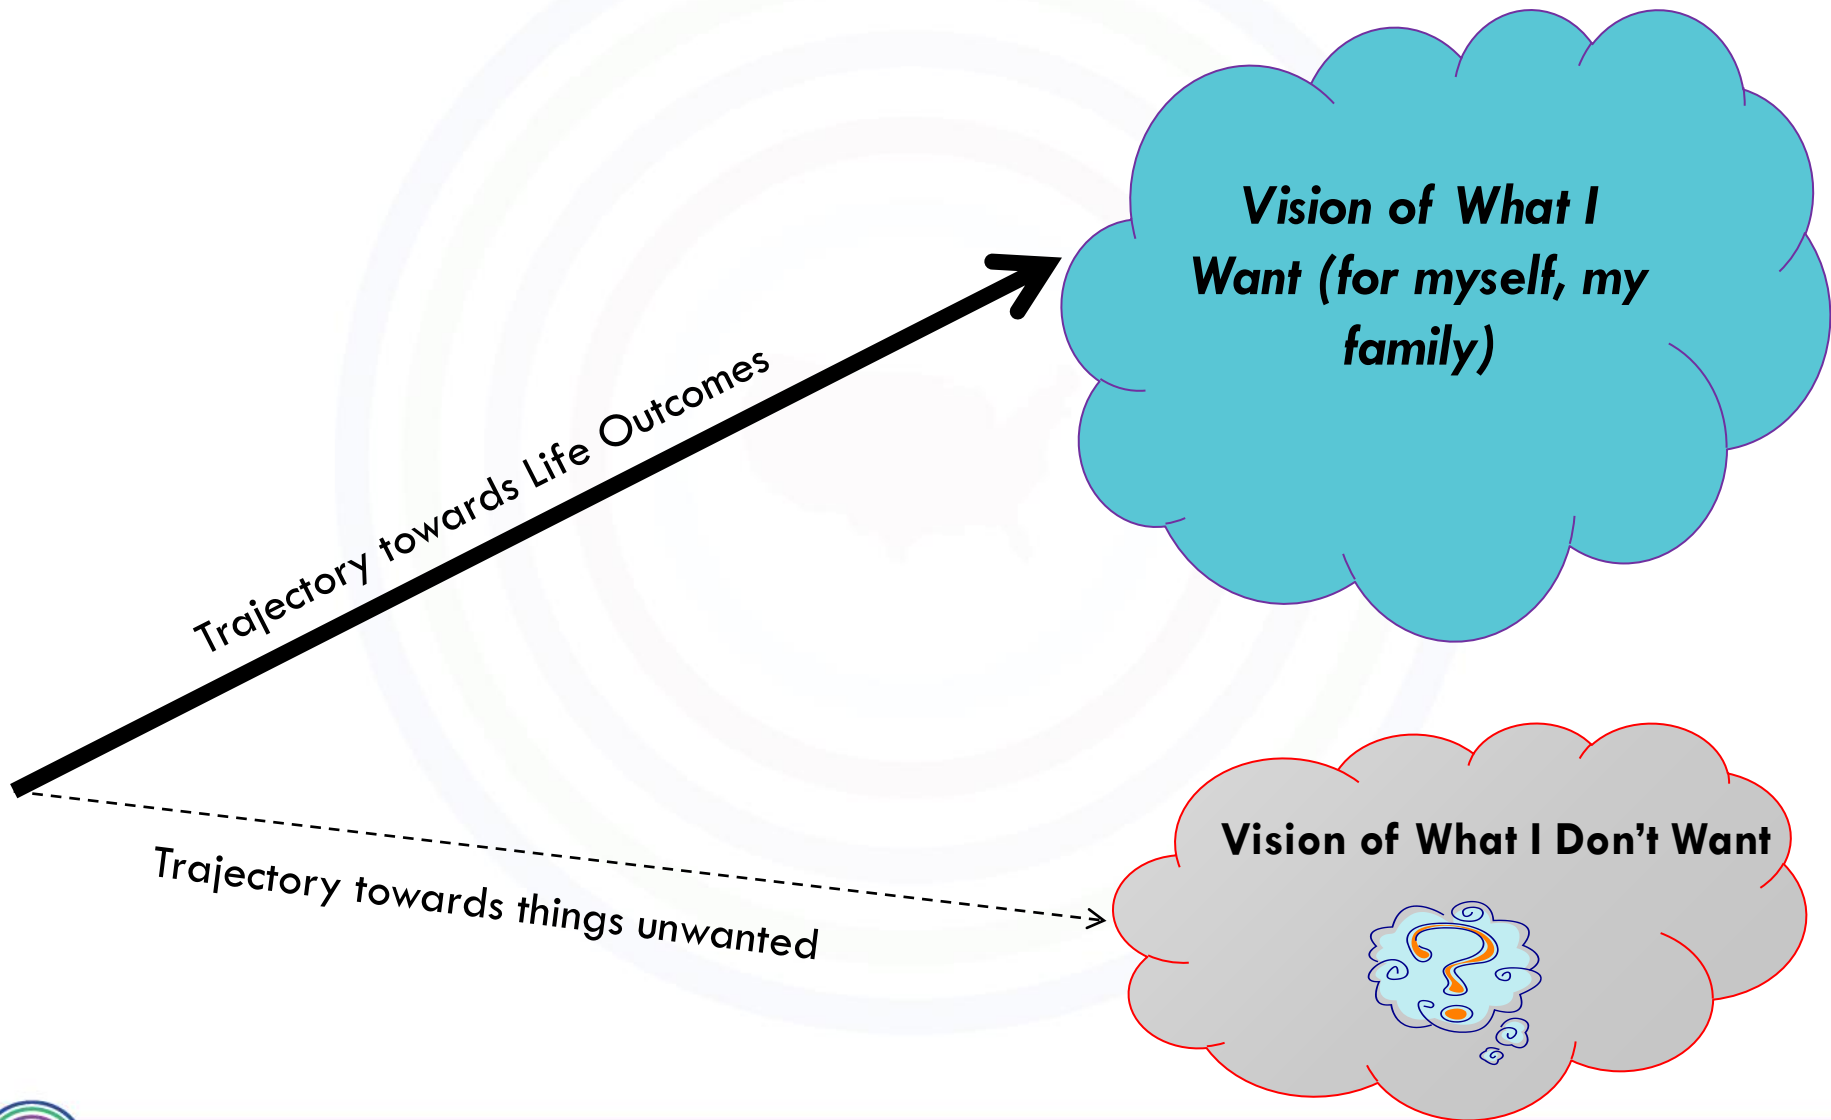 Vision of What I
Want (for myself, my
family)
Trajectory towards Life Outcomes
Vision of What I Don’t Want
Trajectory towards things unwanted
?